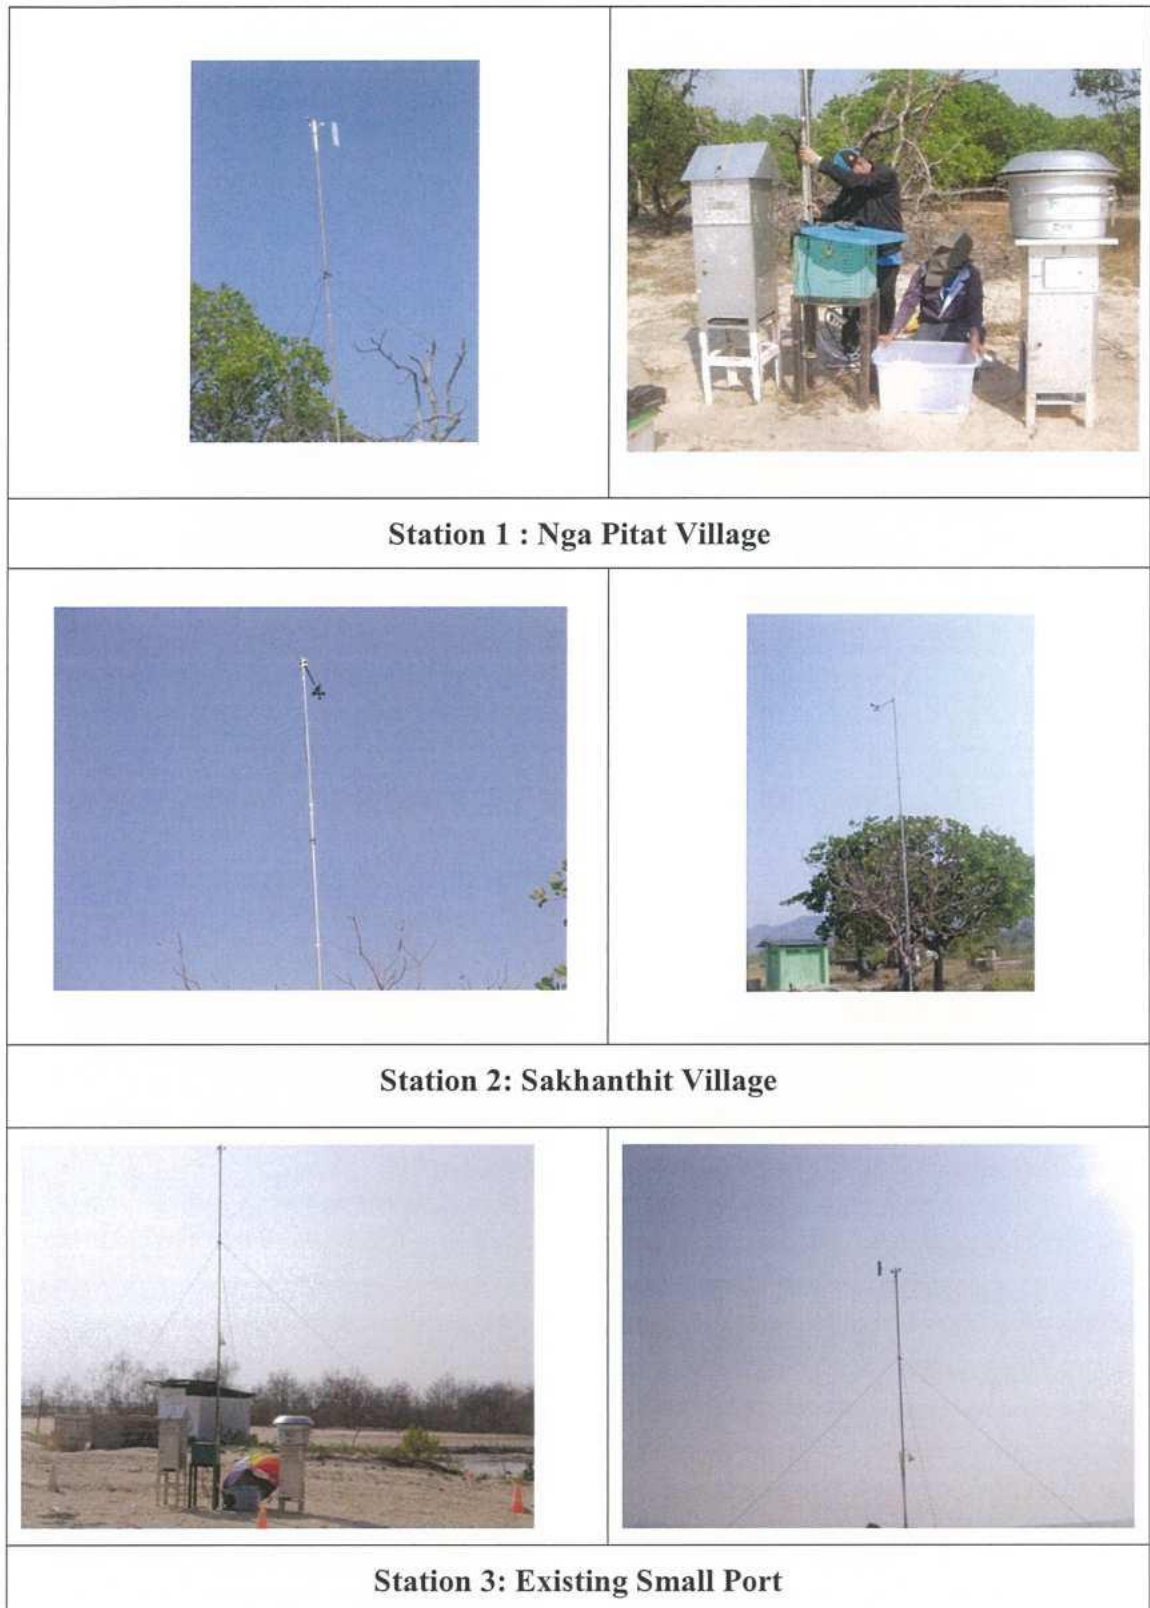 Station 1 : Nga Pitat Village
Station 2: Sakhanthit Village
Station 3: Existing Small Port